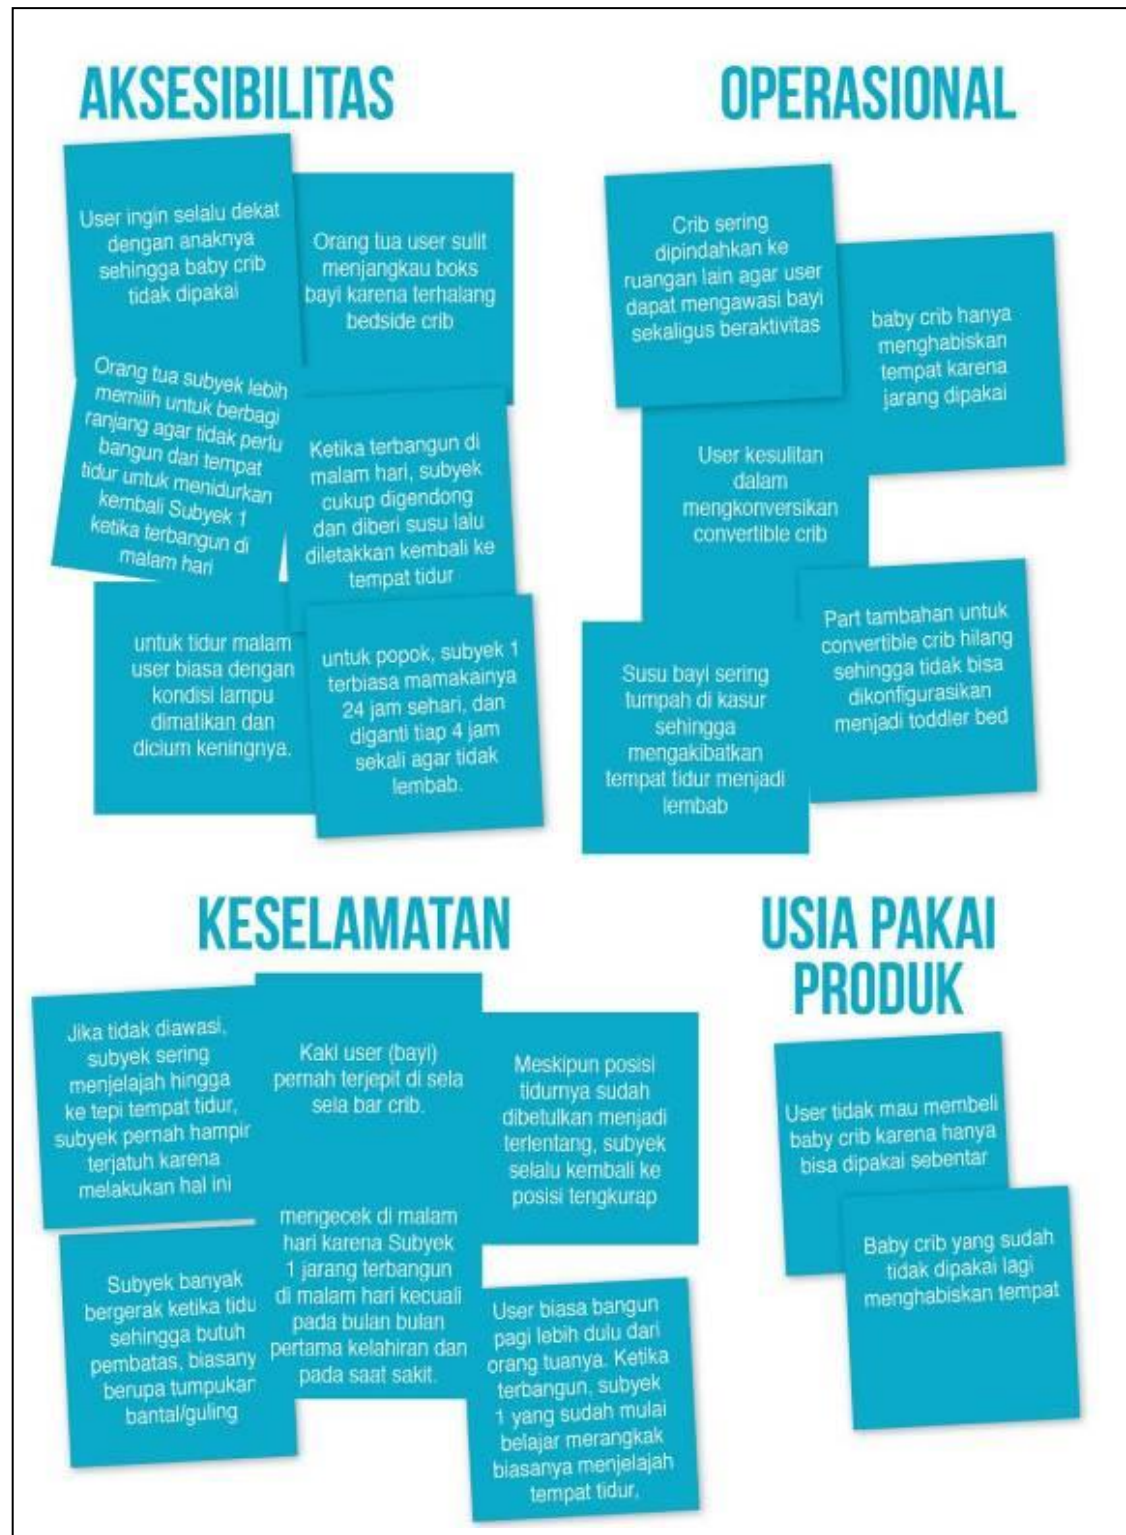 AKSESIBILITAS
User ingin selalu dekat
dengan anaknya
sehingga baby crib
tidak dipakai
Orang tua user sulit
menjangkau boks
bayi karena terhalang
bedside crib
Orang tua subyek lebih
memilih untuk berbagi
ranjang agar tidak perlu
bangun dari tempat
tidur untuk menidurkan
kembali Subyek 1
ketika terbangun di
malam hari
Ketika terbangun di
malam hari, subyek
cukup digendong
dan diberi susu lalu
diletakkan kembali ke
tempat tidur
untuk tidur malam
user biasa dengan
kondisi lampu
dimatikan dan
dicium keningnya.
untuk popok, subyek 1
terbiasa mamakainya
24 jam sehari, dan
diganti tiap 4 jam
sekali agar tidak
lembab.
OPERASIONAL
Crib sering
dipindahkan ke
ruangan lain agar user
dapat mengawasi bayi
sekaligus beraktivitas
baby crib hanya
menghabiskan
tempat karena
jarang dipakai
User kesulitan
dalam
mengkonversikan
convertible crib
Part tambahan untuk
convertible crib hilang
sehingga tidak bisa
dikonfigurasikan
menjadi toddler bed
Susu bayi sering
tumpah di kasur
sehingga
mengakibatkan
tempat tidur menjadi
lembab
KESELAMATAN
Jika tidak diawasi,
subyek sering
menjelajah hingga
ke tepi tempat tidur,
subyek pernah hampir
terjatuh karena
melakukan hal ini
Kaki user (bayi)
pernah terjepit di sela
sela bar crib.
Meskipun posisi
tidurnya sudah
dibetulkan menjadi
terlentang, subyek
selalu kembali ke
posisi tengkurap
Subyek banyak
bergerak ketika tidu
sehingga butuh
pembatas, biasany
berupa tumpukan
bantal/guling
mengecek di malam
hari karena Subyek
1 jarang terbangun
di malam hari kecuali
pada bulan bulan
pertama kelahiran dan
pada saat sakit.
User biasa bangun
pagi lebih dulu dari
orang tuanya. Ketika
terbangun, subyek
1 yang sudah mulai
belajar merangkak
biasanya menjelajah
tempat tidur,
USIA PAKAI
PRODUK
User tidak mau membeli
baby crib karena hanya
bisa dipakai sebentar
Baby crib yang sudah
tidak dipakai lagi
menghabiskan tempat